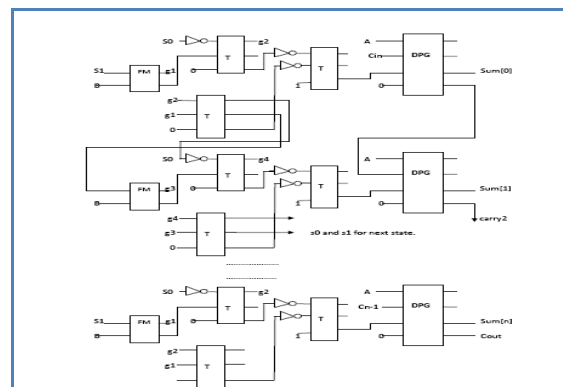 S0 g2 A
T Cin DPG
S1 FM g1 0 T Sum[0]
B 1 0
g2
g1 T
0
S0 g4 A
T DPG
FM g3 0 T Sum[1]
B 1 0
g4 carry2
g3 T s0 and s1 for next state.
0
S0 g2 A
T Cn-1 DPG
S1 FM g1 0 T Sum[n]
B 1 0 Cout
g2
g1 T